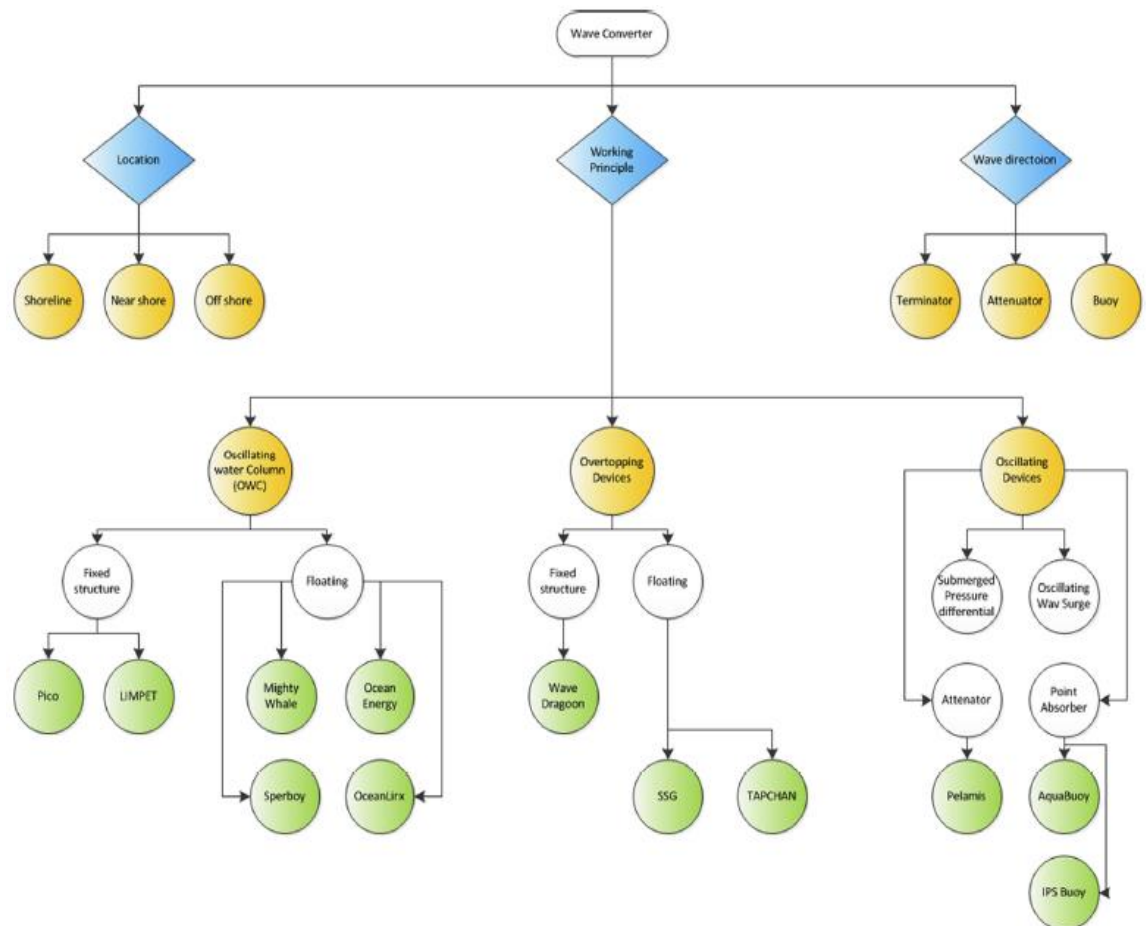 Wave Converter
Location
Working
Principle
Wave directoion
Shoreline
Near shore
Off shore
Terminator
Attenuator
Buoy
Oscillating
water Column
(OWC)
Overtopping
Devices
Oscillating
Devices
Fixed
structure
Floating
Fixed
structure
Floating
Submerged
Pressure
differential
Oscillating
Wav Surge
Pico
LIMPET
Mighty
Whale
Ocean
Energy
Wave
Dragoon
Attenator
Point
Absorber
Sperboy
OceanLirx
SSG
TAPCHAN
Pelamis
AquaBuoy
IPS Buoy